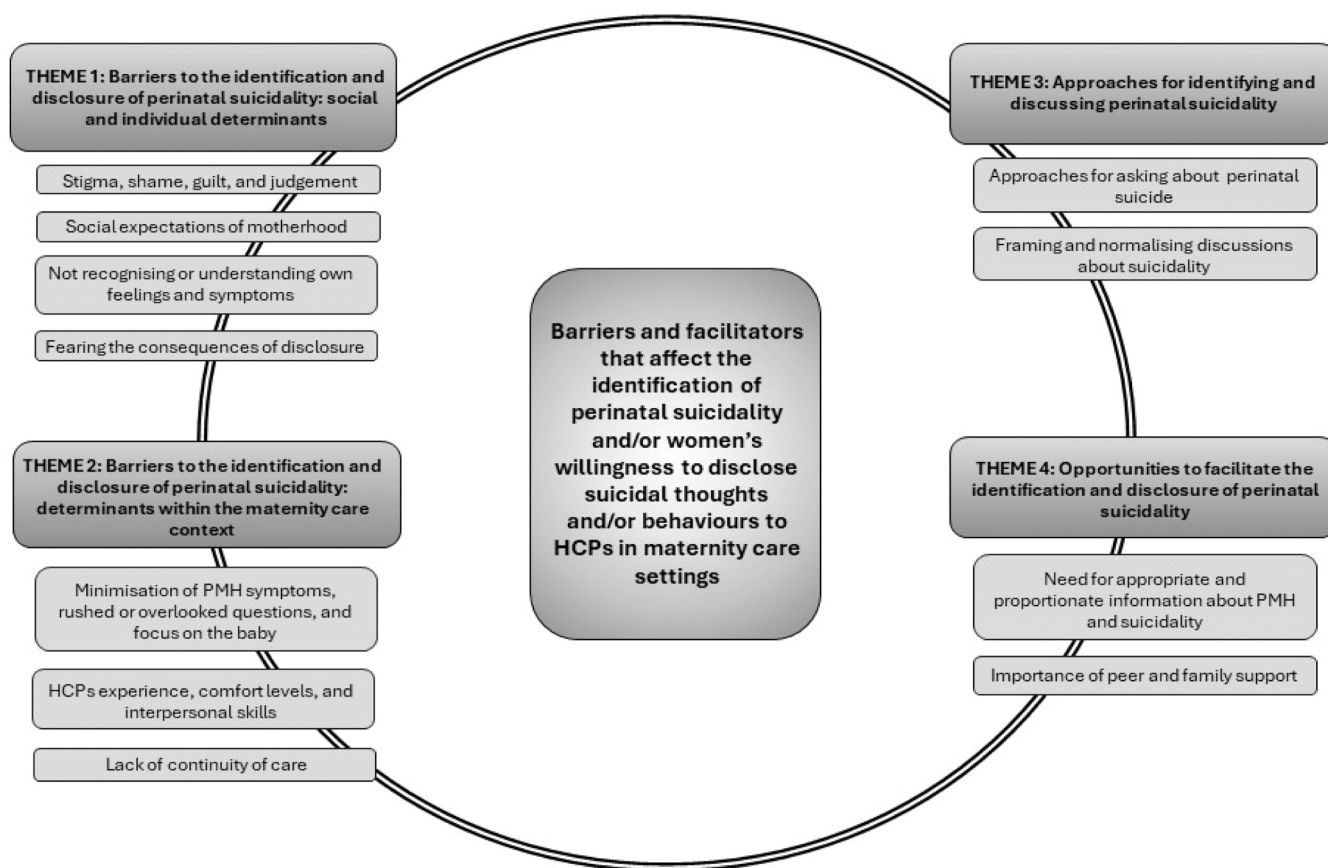 THEME 1: Barriers to the identification and
disclosure of perinatal suicidality: social
and individual determinants
Stigma, shame, guilt, and judgement
Social expectations of motherhood
Not recognising or understanding own
feelings and symptoms
Fearing the consequences of disclosure
THEME 2: Barriers to the identification and
disclosure of perinatal suicidality:
determinants within the maternity care
context
Minimisation of PMH symptoms,
rushed or overlooked questions, and
focus on the baby
HCPs experience, comfort levels, and
interpersonal skills
Lack of continuity of care
Barriers and facilitators
that affect the
identification of
perinatal suicidality
and/or women’s
willingness to disclose
suicidal thoughts
and/or behaviours to
HCPs in maternity care
settings
THEME 3: Approaches for identifying and
discussing perinatal suicidality
Approaches for asking about perinatal
suicide
Framing and normalising discussions
about suicidality
THEME 4: Opportunities to facilitate the
identification and disclosure of perinatal
suicidality
Need for appropriate and
proportionate information about PMH
and suicidality
Importance of peer and family support